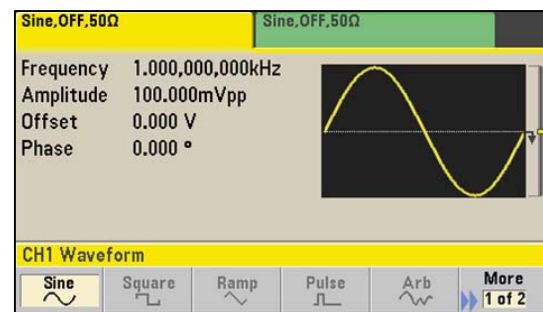 Sine,OFF,50Ω Sine,OFF,50Ω
Frequency 1.000,000,000kHz
Amplitude 100.000mVpp
Offset 0.000 V
Phase 0.000 °
CH1 Waveform
Sine Square Ramp Pulse Arb More
1 of 2